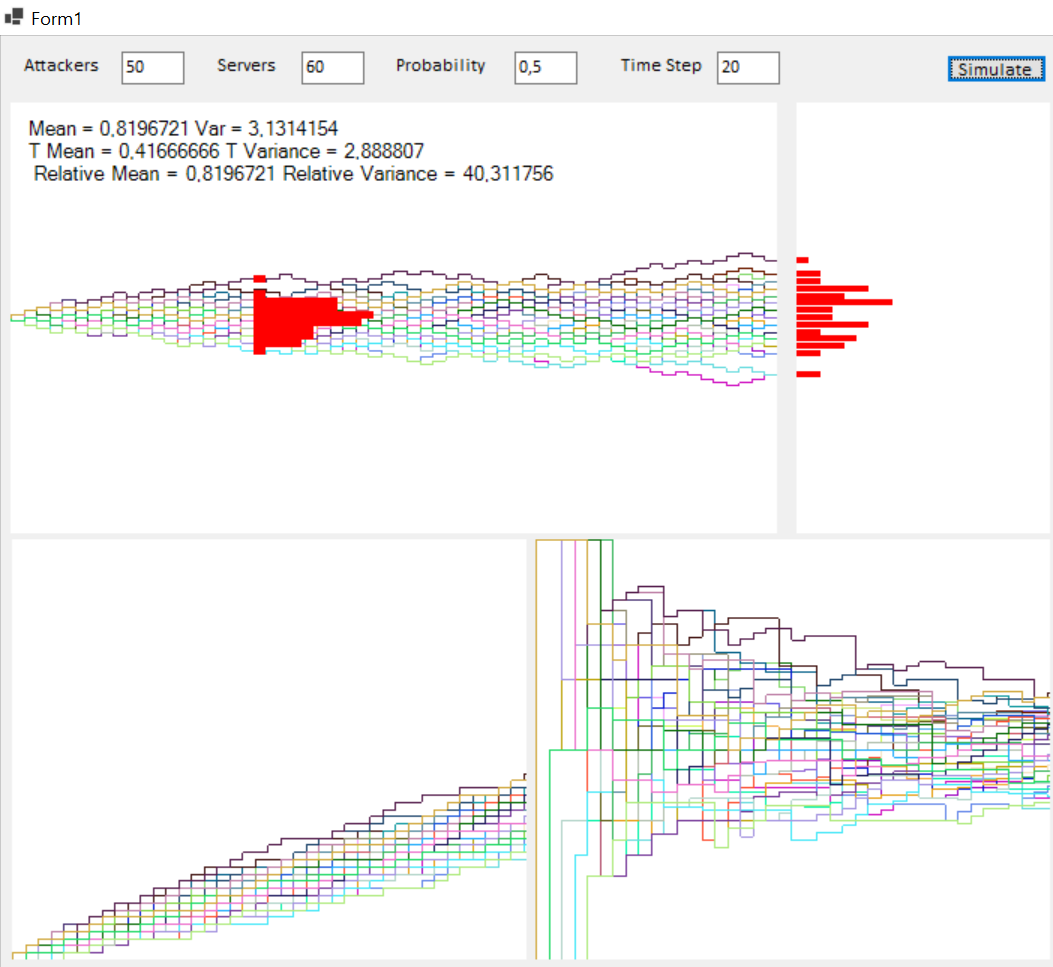 Form1
Attackers 50 Servers 60 Probability 0,5 Time Step 20 Simulate
Mean = 0,8196721 Var = 3,1314154
T Mean = 0,41666666 T Variance = 2,888807
Relative Mean = 0,8196721 Relative Variance = 40,311756